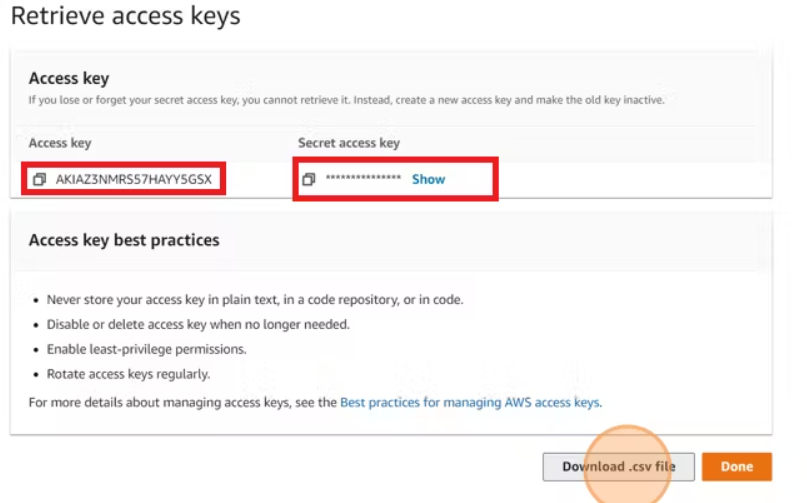 Retrieve access keys
Access key
If you lose or forget your secret access key, you cannot retrieve it. Instead, create a new access key and make the old key inactive.
Access key Secret access key
AKIAZ3NMRS57HAYY5GSX *************** Show
Access key best practices
• Never store your access key in plain text, in a code repository, or in code.
• Disable or delete access key when no longer needed.
• Enable least-privilege permissions.
• Rotate access keys regularly.
For more details about managing access keys, see the Best practices for managing AWS access keys.
Download .csv file Done